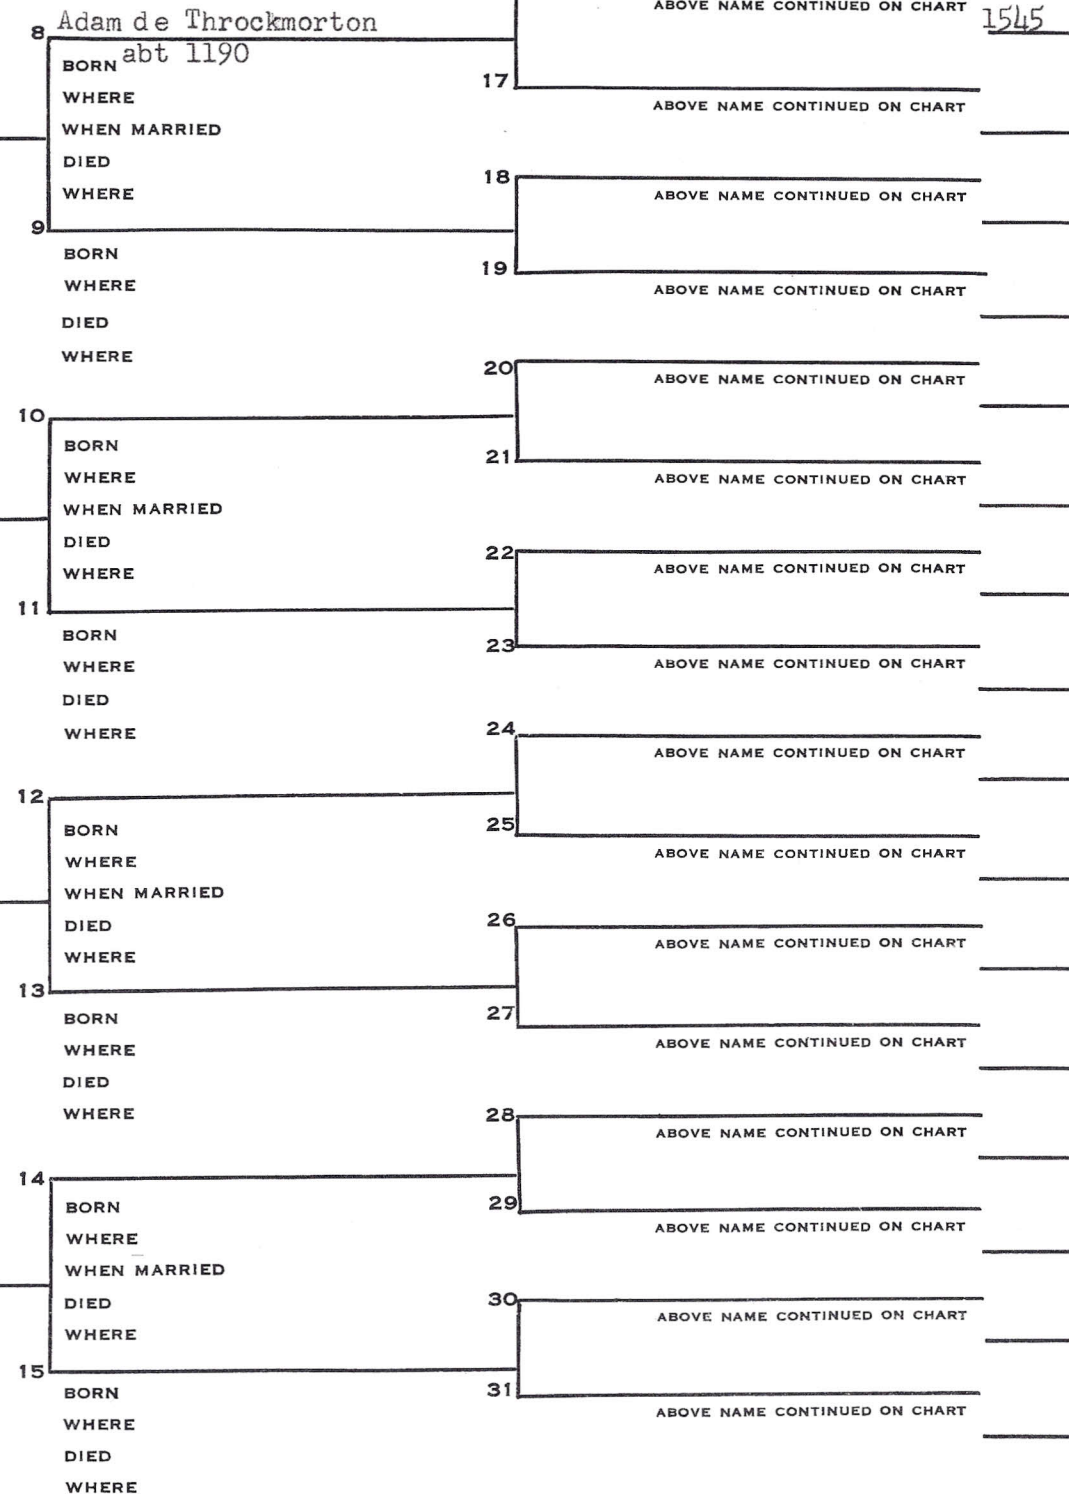 ABOVE NAME CONTINUED ON CHART 1545
8 Adam de Throckmorton
BORN abt 1190
WHERE
WHEN MARRIED
DIED
WHERE
9
BORN
WHERE
DIED
WHERE
10
BORN
WHERE
WHEN MARRIED
DIED
WHERE
11
BORN
WHERE
DIED
WHERE
12
BORN
WHERE
WHEN MARRIED
DIED
WHERE
13
BORN
WHERE
DIED
WHERE
14
BORN
WHERE
WHEN MARRIED
DIED
WHERE
15
BORN
WHERE
DIED
WHERE
17
ABOVE NAME CONTINUED ON CHART
18
ABOVE NAME CONTINUED ON CHART
19
ABOVE NAME CONTINUED ON CHART
20
ABOVE NAME CONTINUED ON CHART
21
ABOVE NAME CONTINUED ON CHART
22
ABOVE NAME CONTINUED ON CHART
23
ABOVE NAME CONTINUED ON CHART
24
ABOVE NAME CONTINUED ON CHART
25
ABOVE NAME CONTINUED ON CHART
26
ABOVE NAME CONTINUED ON CHART
27
ABOVE NAME CONTINUED ON CHART
28
ABOVE NAME CONTINUED ON CHART
29
ABOVE NAME CONTINUED ON CHART
30
ABOVE NAME CONTINUED ON CHART
31
ABOVE NAME CONTINUED ON CHART